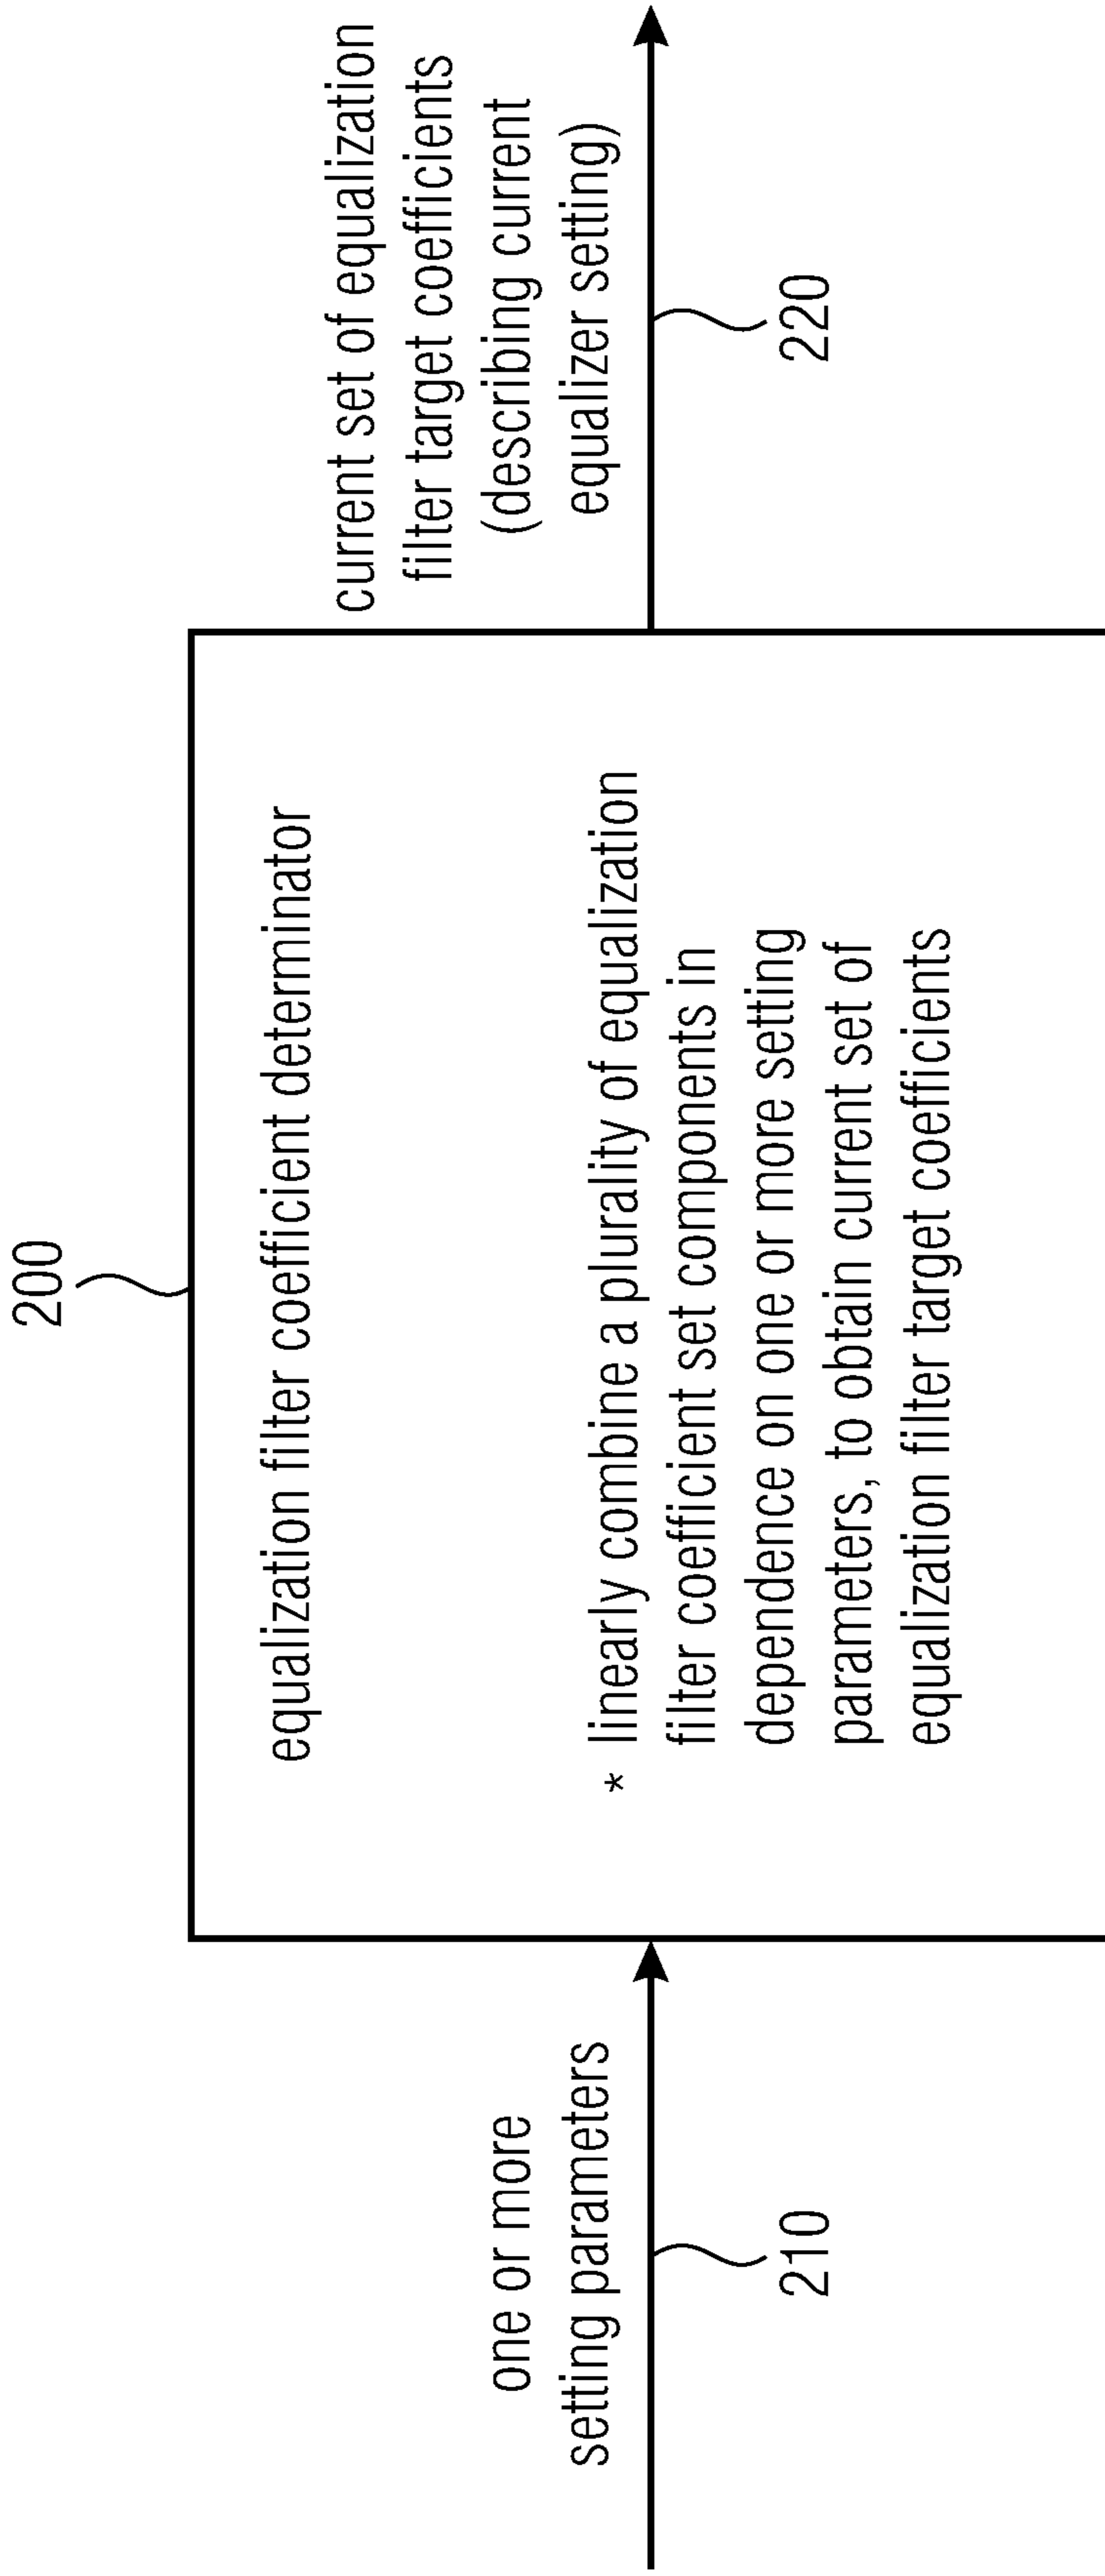 200
equalization filter coefficient determinator
* linearly combine a plurality of equalization
filter coefficient set components in
dependence on one or more setting
parameters, to obtain current set of
equalization filter target coefficients
one or more
setting parameters
210
current set of equalization
filter target coefficients
(describing current
equalizer setting)
220